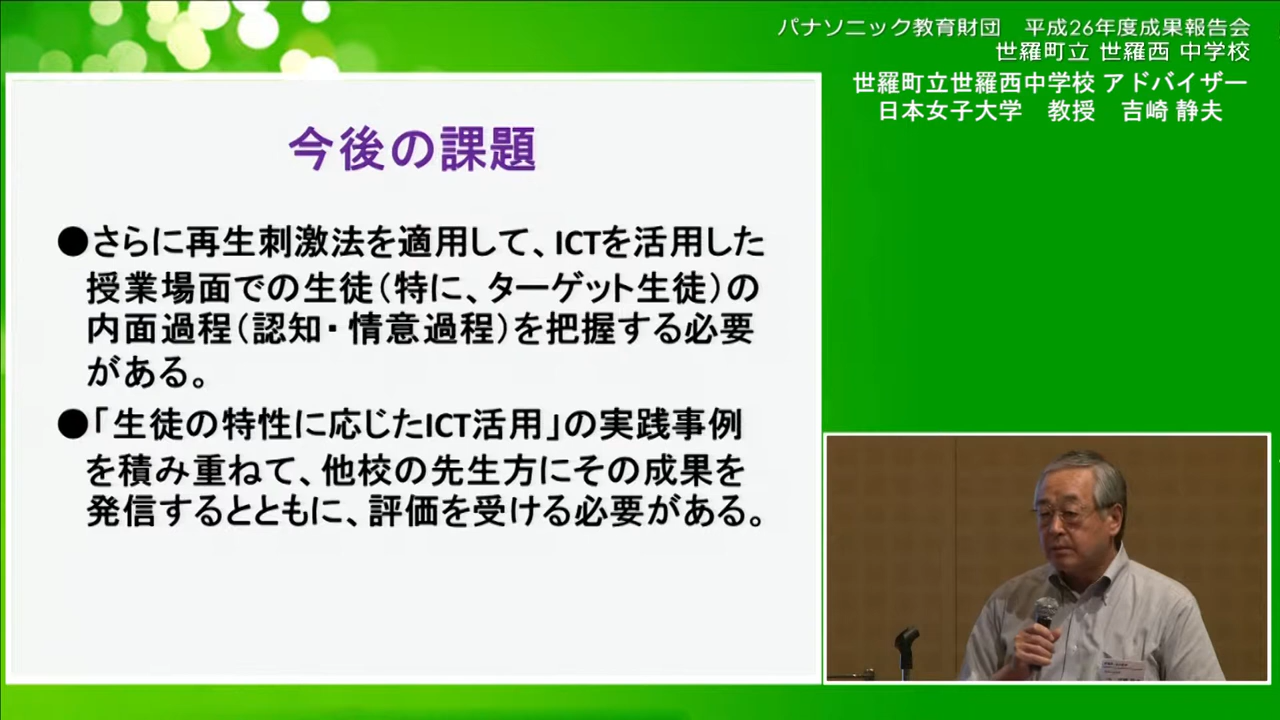 パナソニック教育財団　平成26年度成果報告会
世羅町立 世羅西 中学校
世羅町立世羅西中学校 アドバイザー
日本女子大学　教授　吉崎 静夫
今後の課題
●さらに再生刺激法を適用して、ICTを活用した
授業場面での生徒（特に、ターゲット生徒）の
内面過程（認知・情意過程）を把握する必要
がある。
●「生徒の特性に応じたICT活用」の実践事例
を積み重ねて、他校の先生方にその成果を
発信するとともに、評価を受ける必要がある。